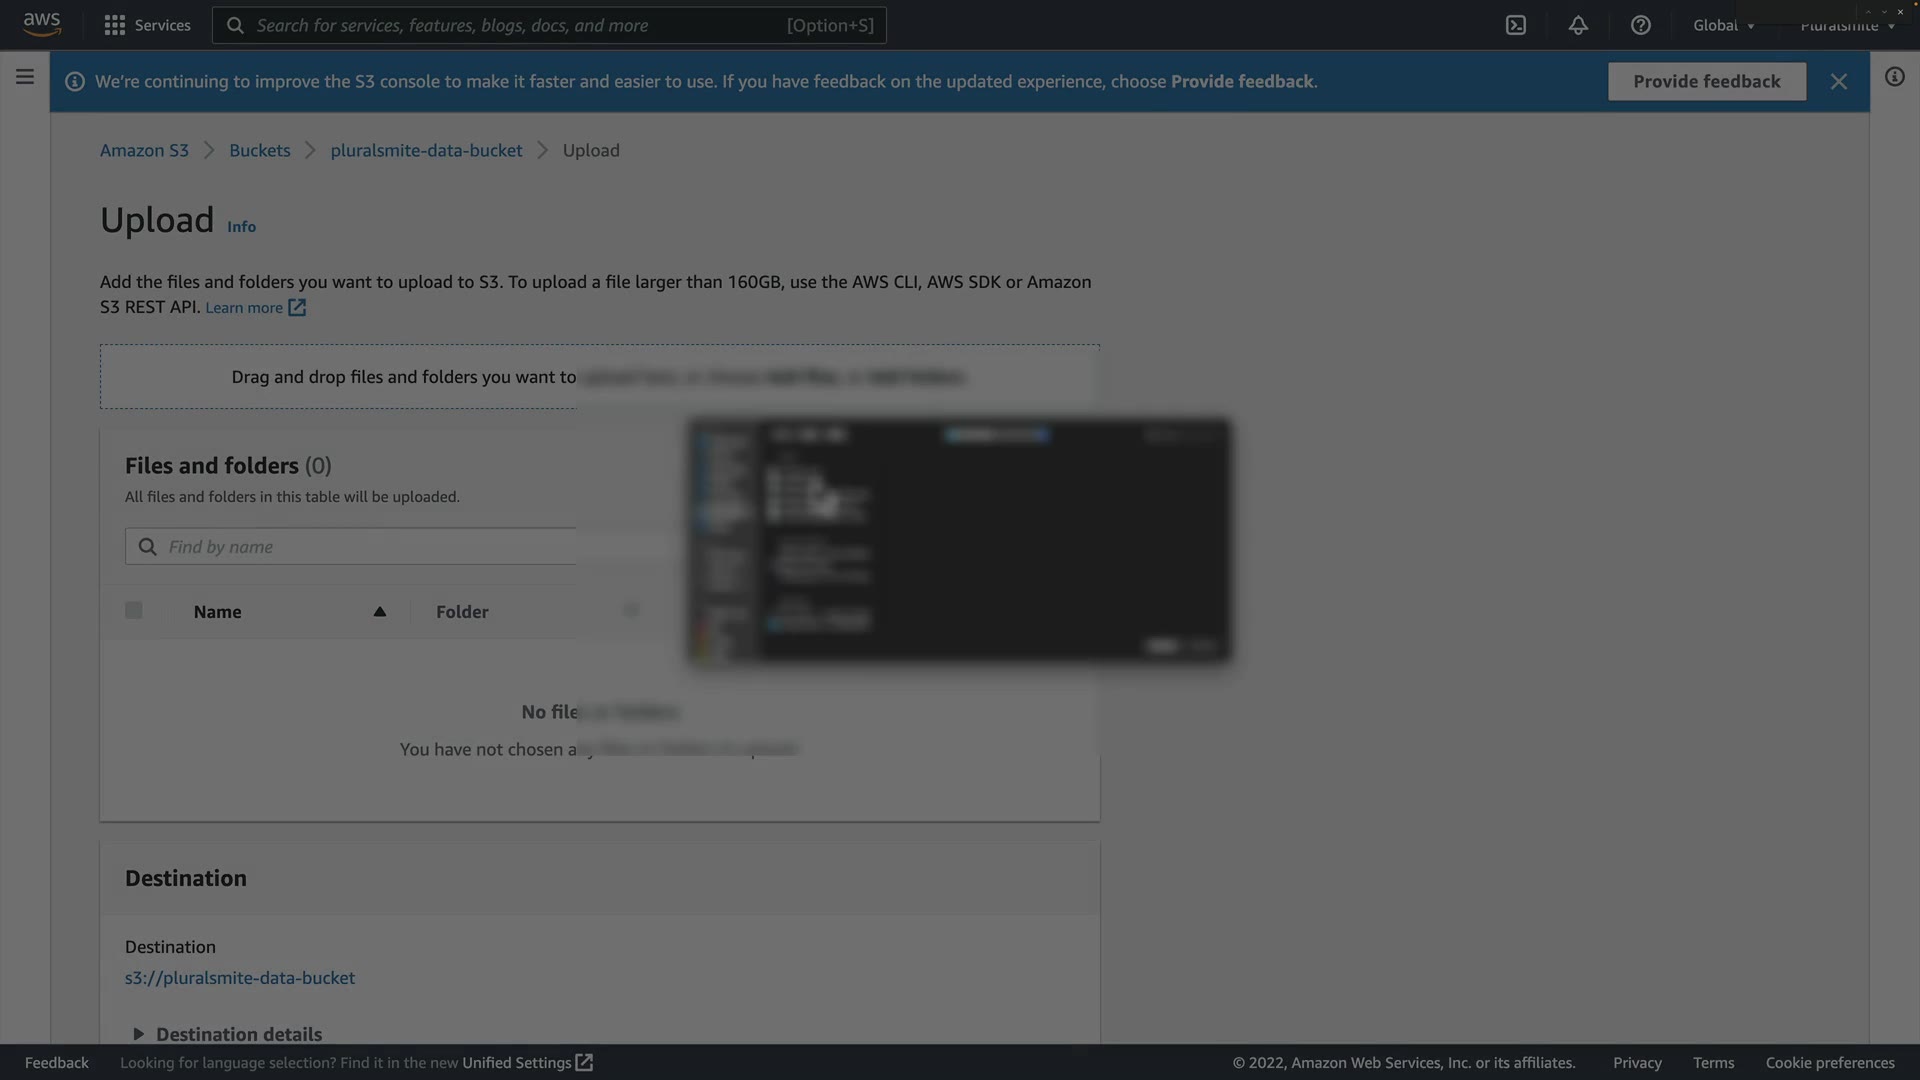 aws
Services
Search for services, features, blogs, docs, and more
[Option+S]
Global
Pluralsmite
We're continuing to improve the S3 console to make it faster and easier to use. If you have feedback on the updated experience, choose Provide feedback.
Provide feedback
Amazon S3
Buckets
pluralsmite-data-bucket
Upload
Upload
Info
Add the files and folders you want to upload to S3. To upload a file larger than 160GB, use the AWS CLI, AWS SDK or Amazon
S3 REST API. Learn more
Drag and drop files and folders you want to
Files and folders (0)
All files and folders in this table will be uploaded.
Find by name
Name
Folder
No
You have not chosen
Destination
Destination
s3://pluralsmite-data-bucket
Destination details
Feedback
Looking for language selection? Find it in the new Unified Settings
© 2022, Amazon Web Services, Inc. or its affiliates.
Privacy
Terms
Cookie preferences